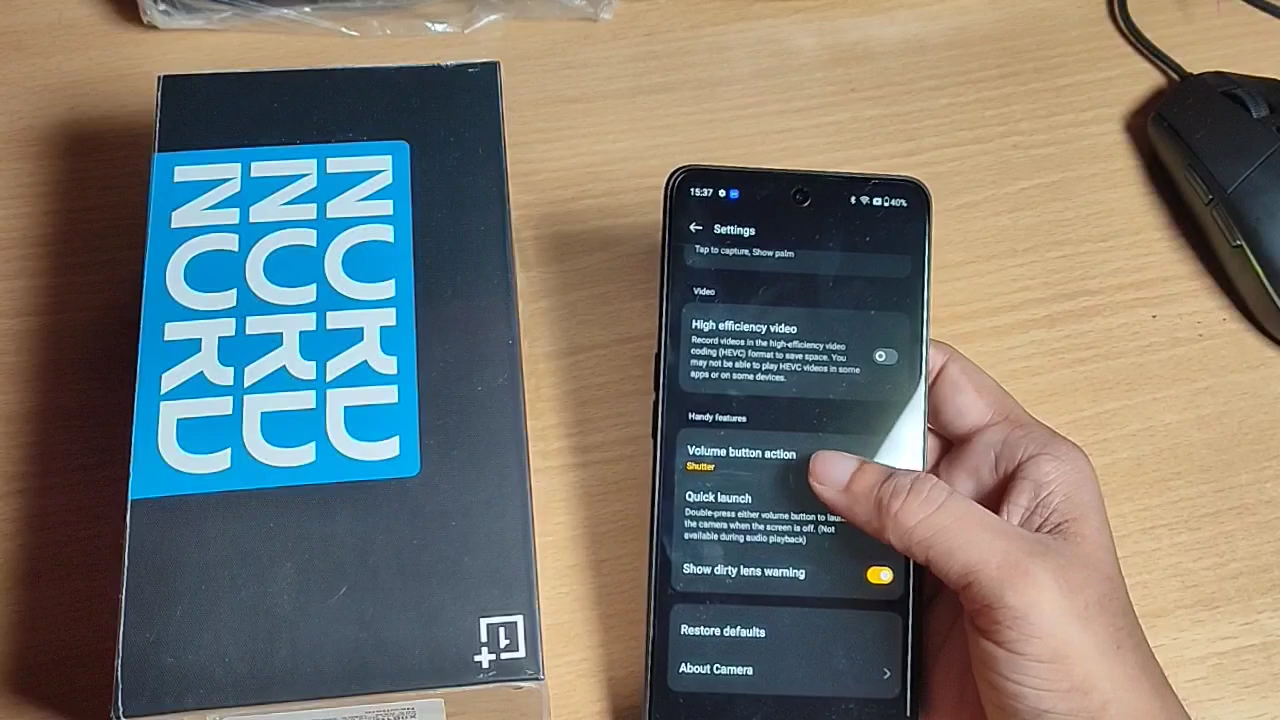 NORD
NORD
NORD
1+
15:37
40%
Settings
Tap to capture, Show palm
Video
High efficiency video
Record videos in the high-efficiency video
coding (HEVC) format to save space. You
may not be able to play HEVC videos in some
apps or on some devices.
Handy features
Volume button action
Shutter
Quick launch
Double-press either volume button to
the camera when the screen is off. (Not
available during audio playback)
Show dirty lens warning
Restore defaults
About Camera